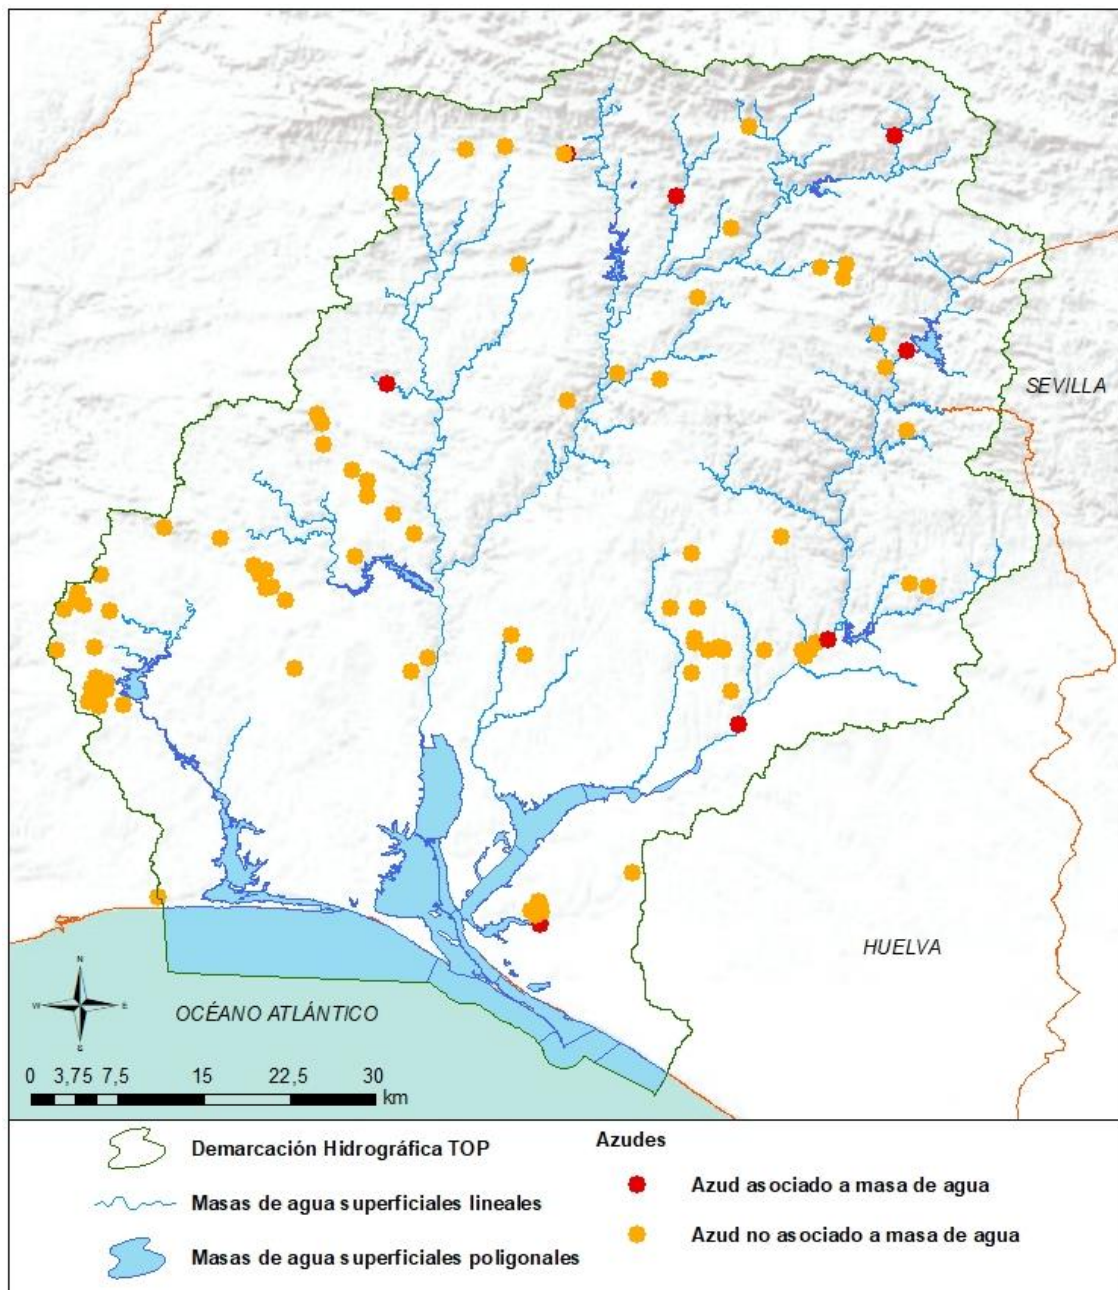 SEVILLA
HUELVA
OCÉANO ATLÁNTICO
N
W
E
S
0 3,75 7,5 15 22,5 30
km
Demarcación Hidrográfica TOP
Masas de agua superficiales lineales
Masas de agua superficiales poligonales
Azudes
Azud asociado a masa de agua
Azud no asociado a masa de agua